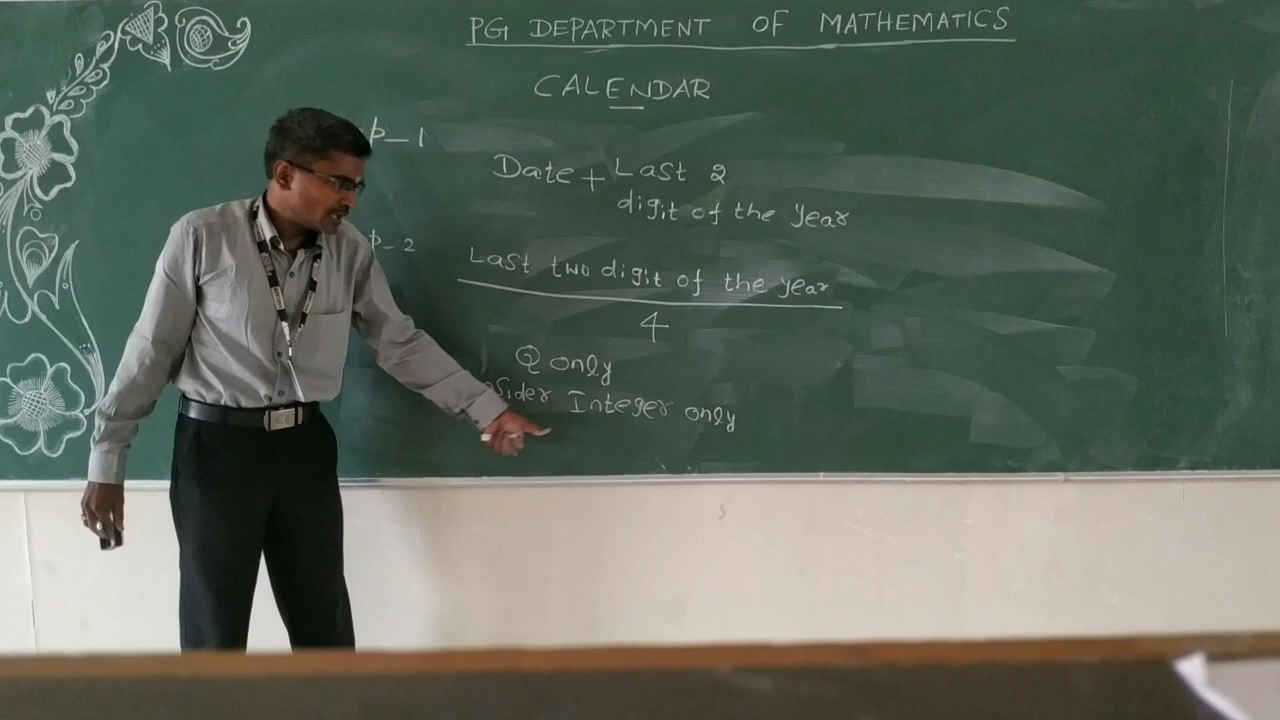 PG DEPARTMENT OF MATHEMATICS
CALENDAR
p-1
Date + Last 2
digit of the year
p-2
Last two digit of the year
4
Q only
Integer only